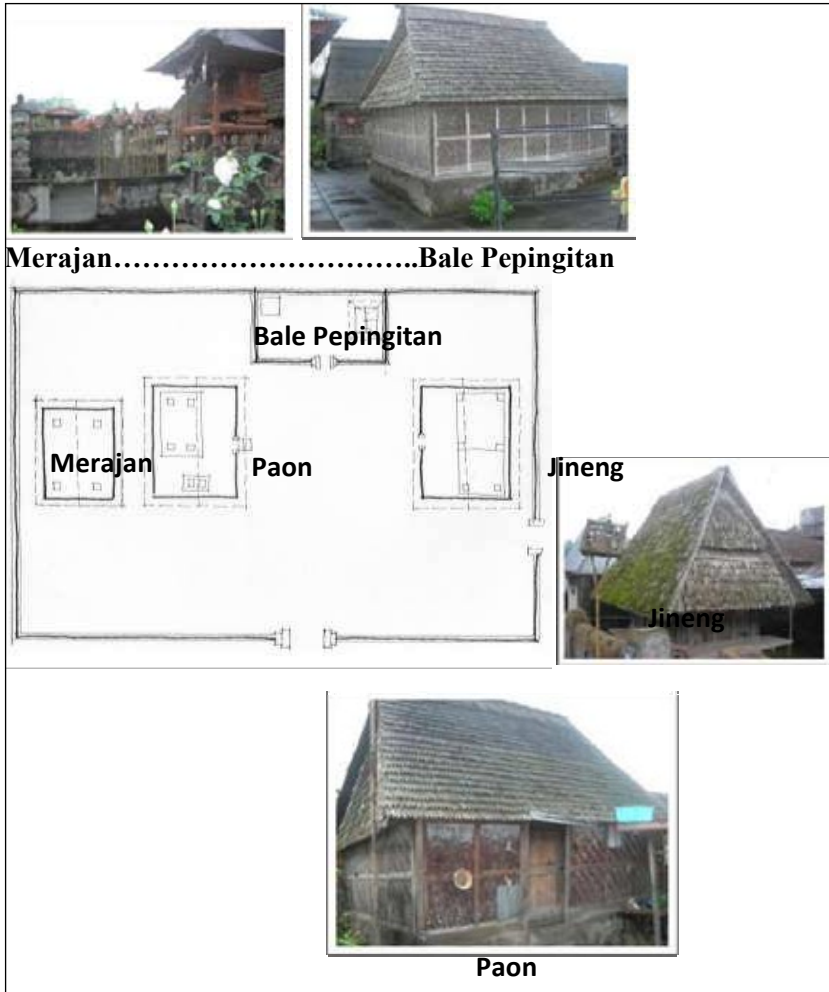 Merajan…………………………..Bale Pepingitan
Bale Pepingitan
Merajan
Paon
Jineng
Jineng
Paon